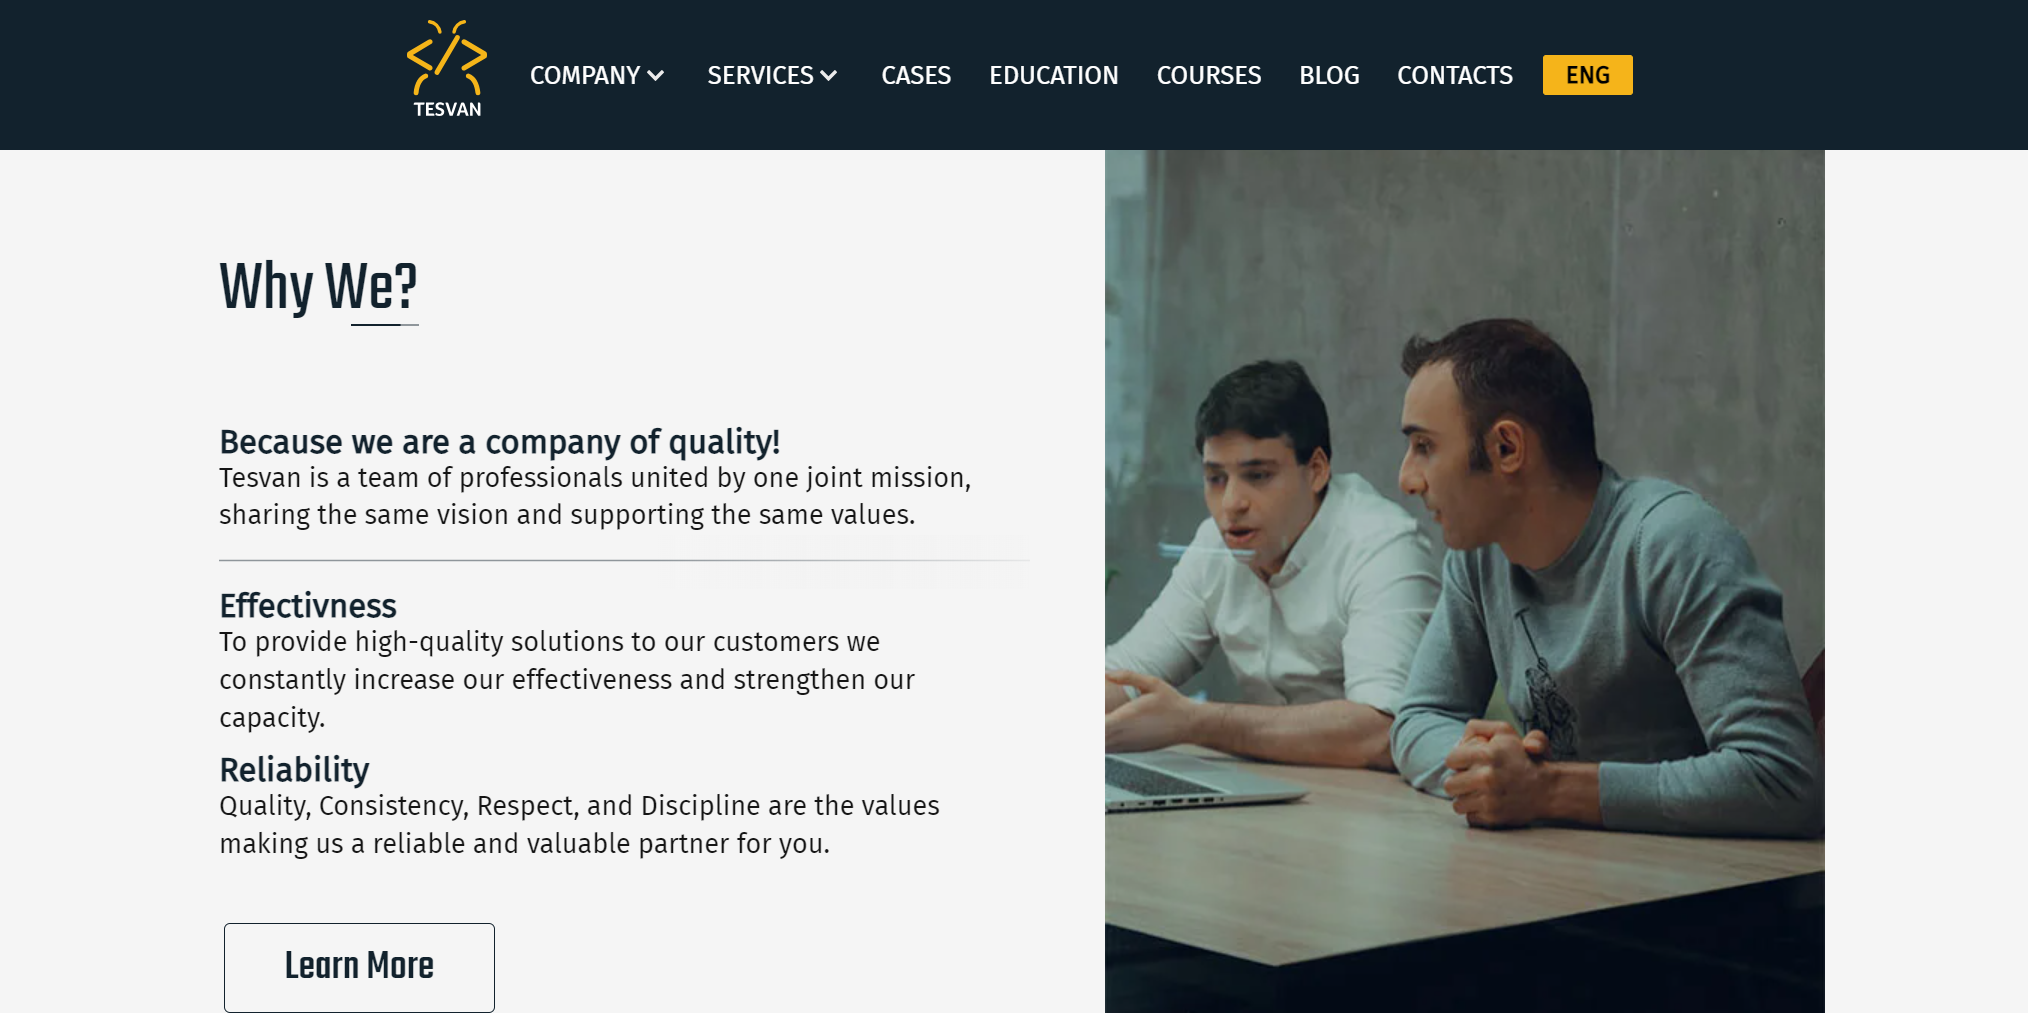 TESVAN
COMPANY SERVICES CASES EDUCATION COURSES BLOG CONTACTS ENG
Why We?
Because we are a company of quality!
Tesvan is a team of professionals united by one joint mission,
sharing the same vision and supporting the same values.
Effectivness
To provide high-quality solutions to our customers we
constantly increase our effectiveness and strengthen our
capacity.
Reliability
Quality, Consistency, Respect, and Discipline are the values
making us a reliable and valuable partner for you.
Learn More